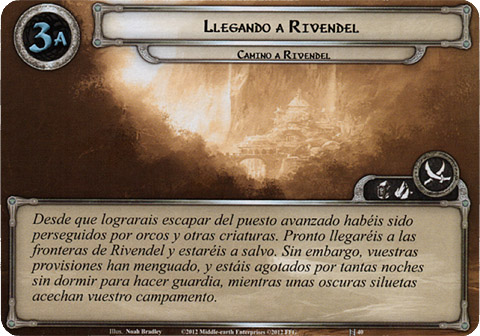 3A
Llegando a Rivendel
Camino a Rivendel
Desde que lograrais escapar del puesto avanzado habéis sido
perseguidos por orcos y otras criaturas. Pronto llegaréis a las
fronteras de Rivendel y estaréis a salvo. Sin embargo, vuestras
provisiones han menguado, y estáis agotados por tantas noches
sin dormir para hacer guardia, mientras unas oscuras siluetas
acechan vuestro campamento.
Illus. Noah Bradley ©2012 Middle-earth Enterprises ©2012 FFG. 40